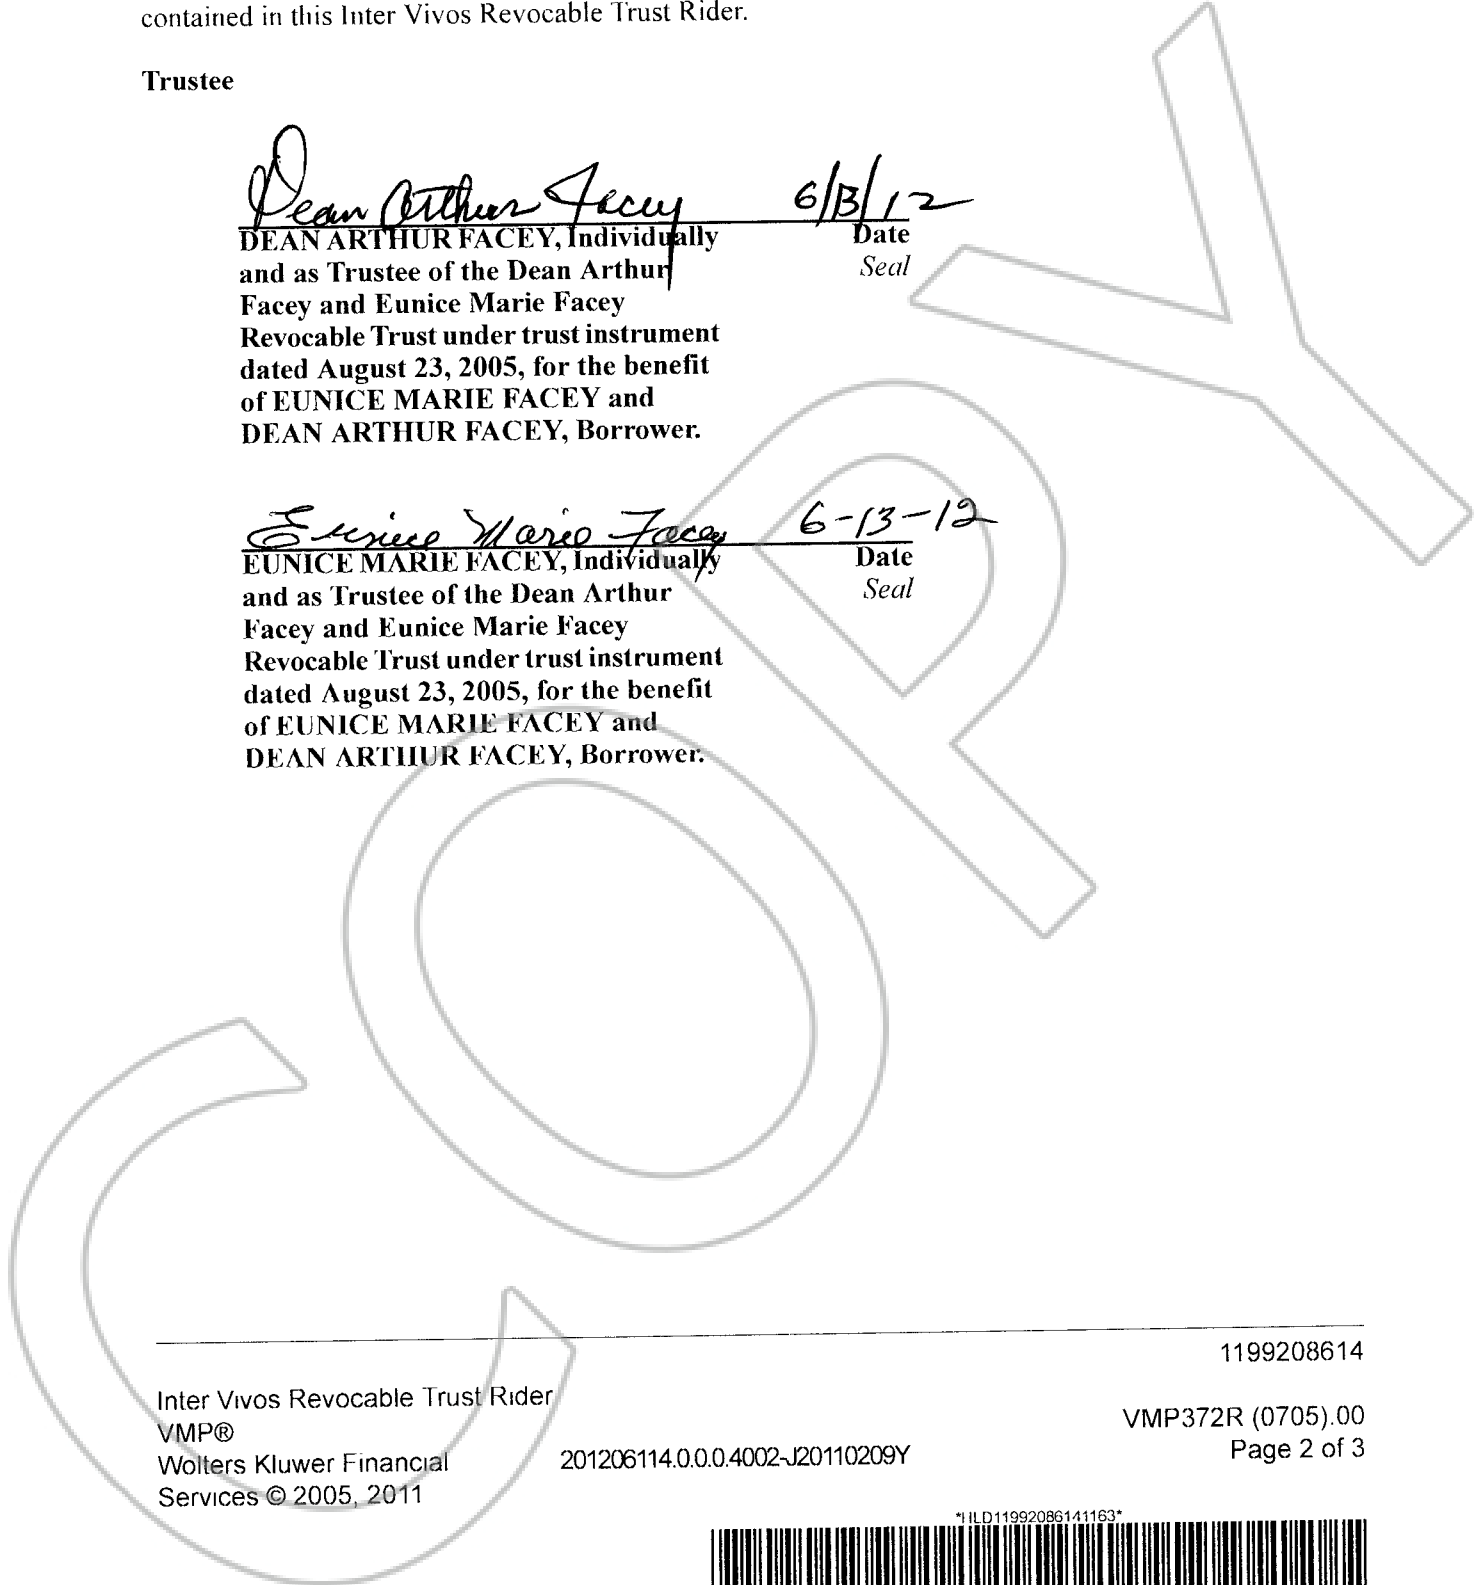 contained in this Inter Vivos Revocable Trust Rider.
Trustee
Dean Arthur Facey 6/13/12
DEAN ARTHUR FACEY, Individually Date
and as Trustee of the Dean Arthur Seal
Facey and Eunice Marie Facey
Revocable Trust under trust instrument
dated August 23, 2005, for the benefit
of EUNICE MARIE FACEY and
DEAN ARTHUR FACEY, Borrower.
Eunice Marie Facey 6-13-12
EUNICE MARIE FACEY, Individually Date
and as Trustee of the Dean Arthur Seal
Facey and Eunice Marie Facey
Revocable Trust under trust instrument
dated August 23, 2005, for the benefit
of EUNICE MARIE FACEY and
DEAN ARTHUR FACEY, Borrower.
COPY
1199208614
Inter Vivos Revocable Trust Rider
VMP®
VMP372R (0705).00
Wolters Kluwer Financial 201206114.0.0.0.4002-J20110209Y Page 2 of 3
Services © 2005, 2011
*HLD11992086141163*